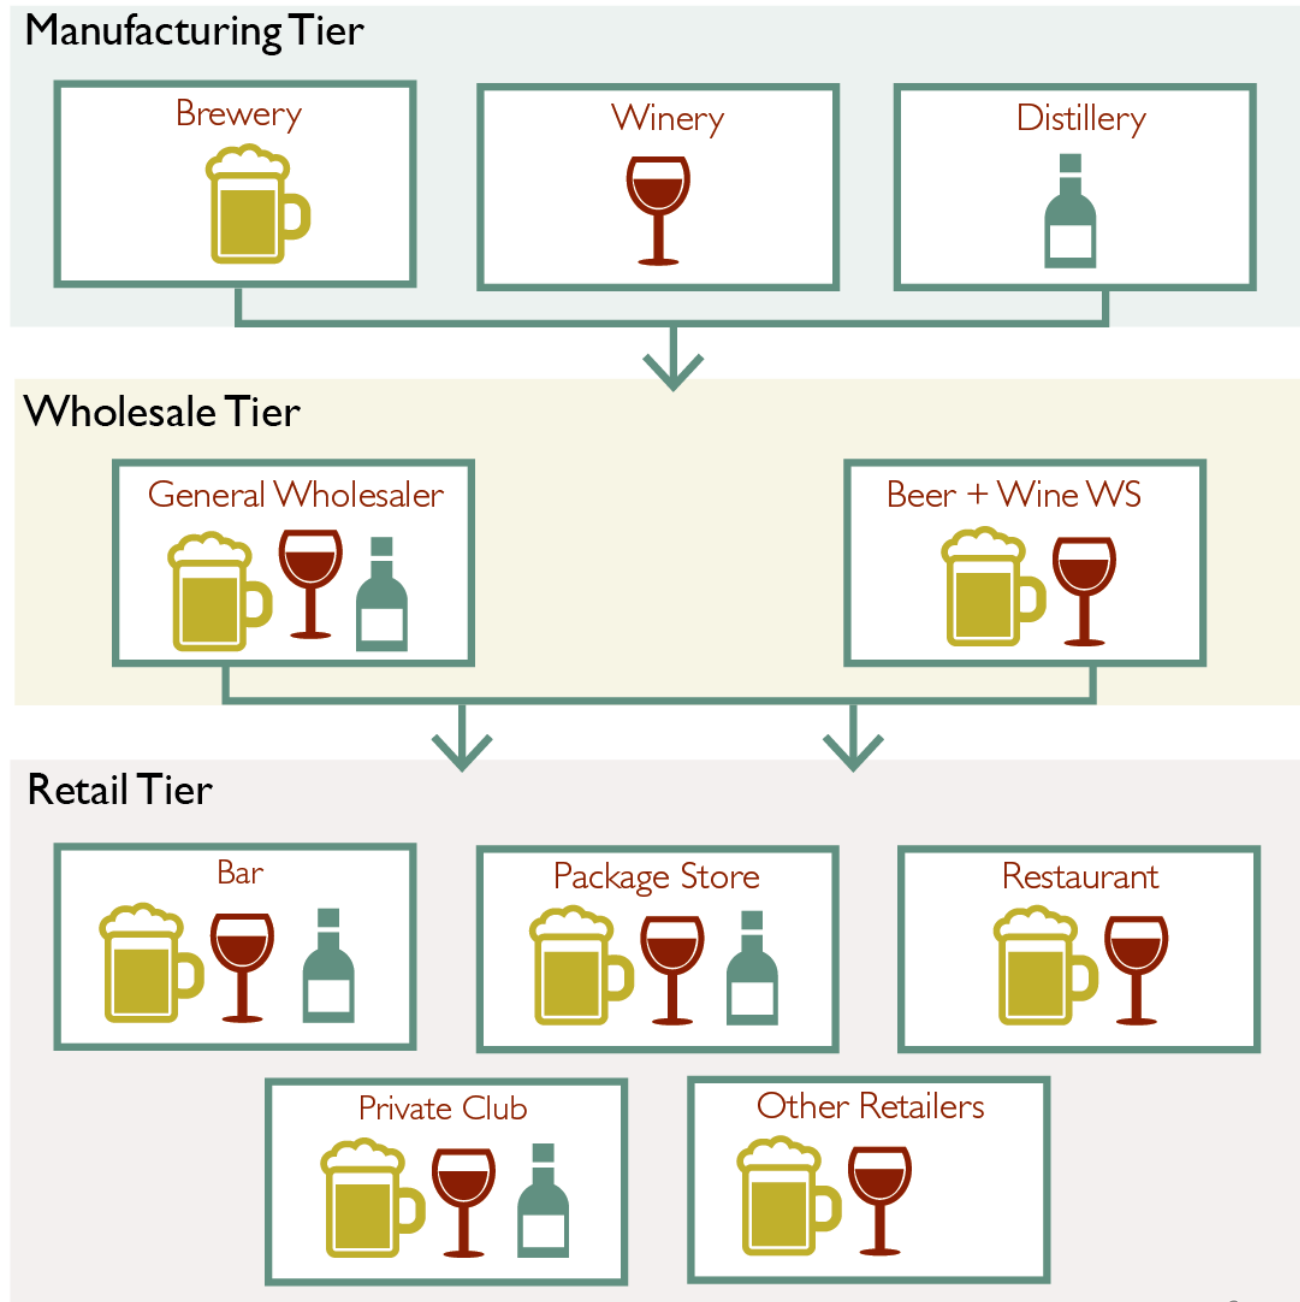 Manufacturing Tier
Brewery
Winery
Distillery
Wholesale Tier
General Wholesaler
Beer + Wine WS
Retail Tier
Bar
Package Store
Restaurant
Private Club
Other Retailers